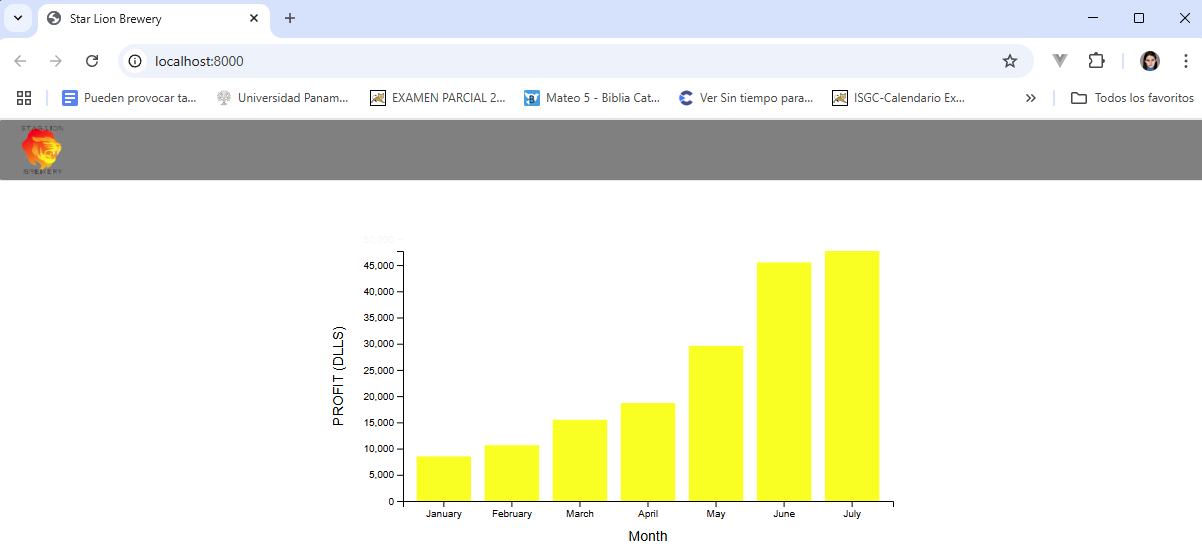 Star Lion Brewery
localhost:8000
Pueden provocar ta...
Universidad Panam...
EXAMEN PARCIAL 2...
Mateo 5 - Biblia Cat...
Ver Sin tiempo para...
ISGC-Calendario Ex...
Todos los favoritos
STAR LION
BREWERY
50,000
45,000
40,000
35,000
30,000
25,000
20,000
15,000
10,000
5,000
0
PROFIT (DLLS)
January February March April May June July
Month